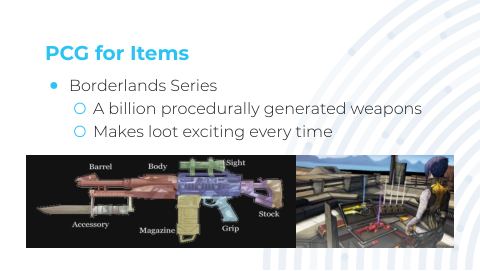 PCG for Items
Borderlands Series
A billion procedurally generated weapons
Makes loot exciting every time
Barrel
Body
Sight
Accessory
Magazine
Grip
Stock